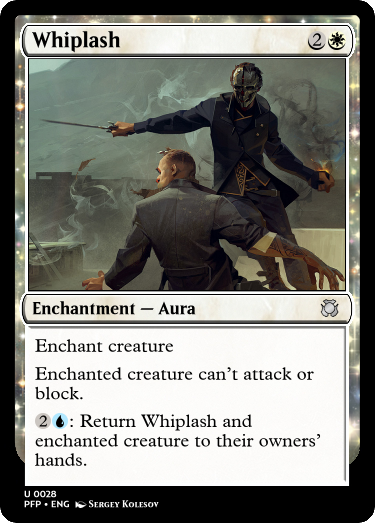 Whiplash 2
Enchantment — Aura
Enchant creature
Enchanted creature can't attack or
block.
2: Return Whiplash and
enchanted creature to their owners'
hands.
U 0028
PFP • ENG Sergey Kolesov